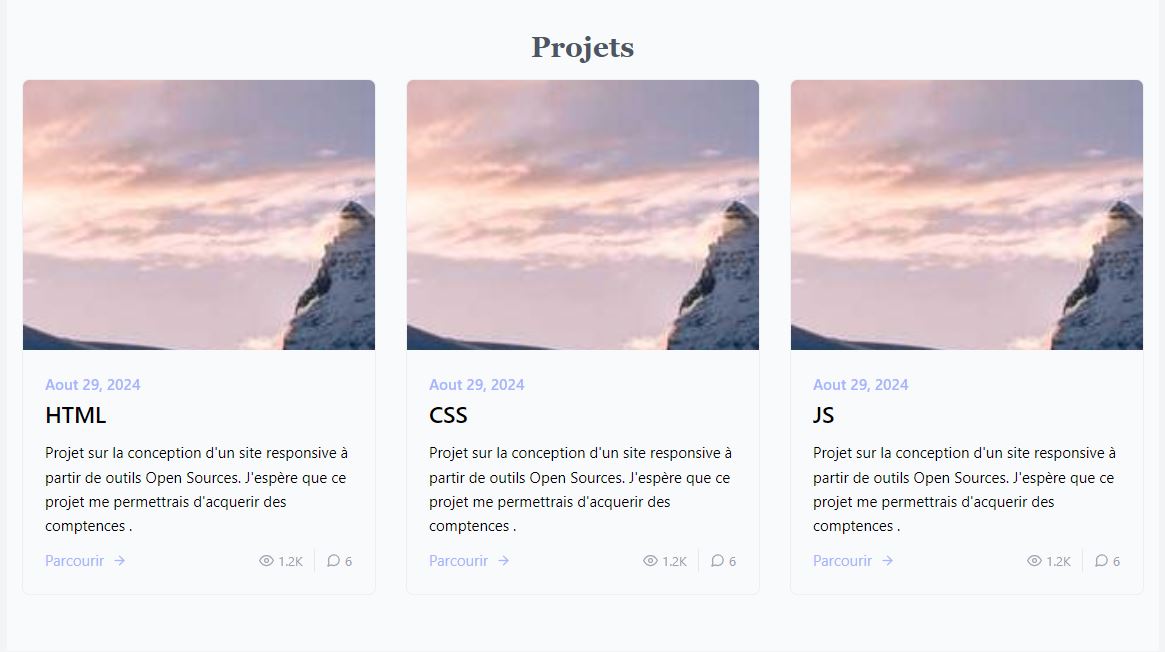 Projets
Aout 29, 2024
HTML
Projet sur la conception d'un site responsive à
partir de outils Open Sources. J'espère que ce
projet me permettrais d'acquerir des
comptences .
Parcourir → 1.2K 6
Aout 29, 2024
CSS
Projet sur la conception d'un site responsive à
partir de outils Open Sources. J'espère que ce
projet me permettrais d'acquerir des
comptences .
Parcourir → 1.2K 6
Aout 29, 2024
JS
Projet sur la conception d'un site responsive à
partir de outils Open Sources. J'espère que ce
projet me permettrais d'acquerir des
comptences .
Parcourir → 1.2K 6